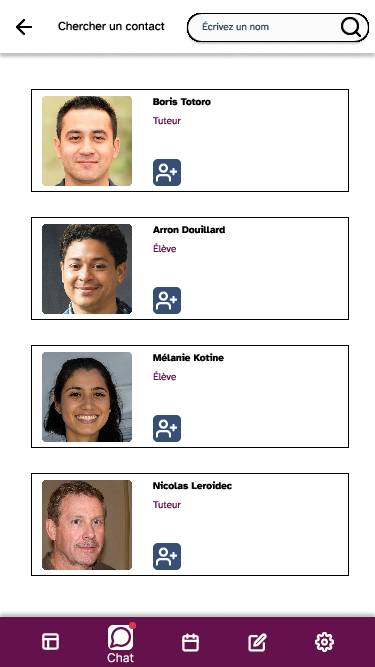 Chercher un contact
Écrivez un nom
Boris Totoro
Tuteur
Arron Douillard
Élève
Mélanie Kotine
Élève
Nicolas Leroidec
Tuteur
Chat